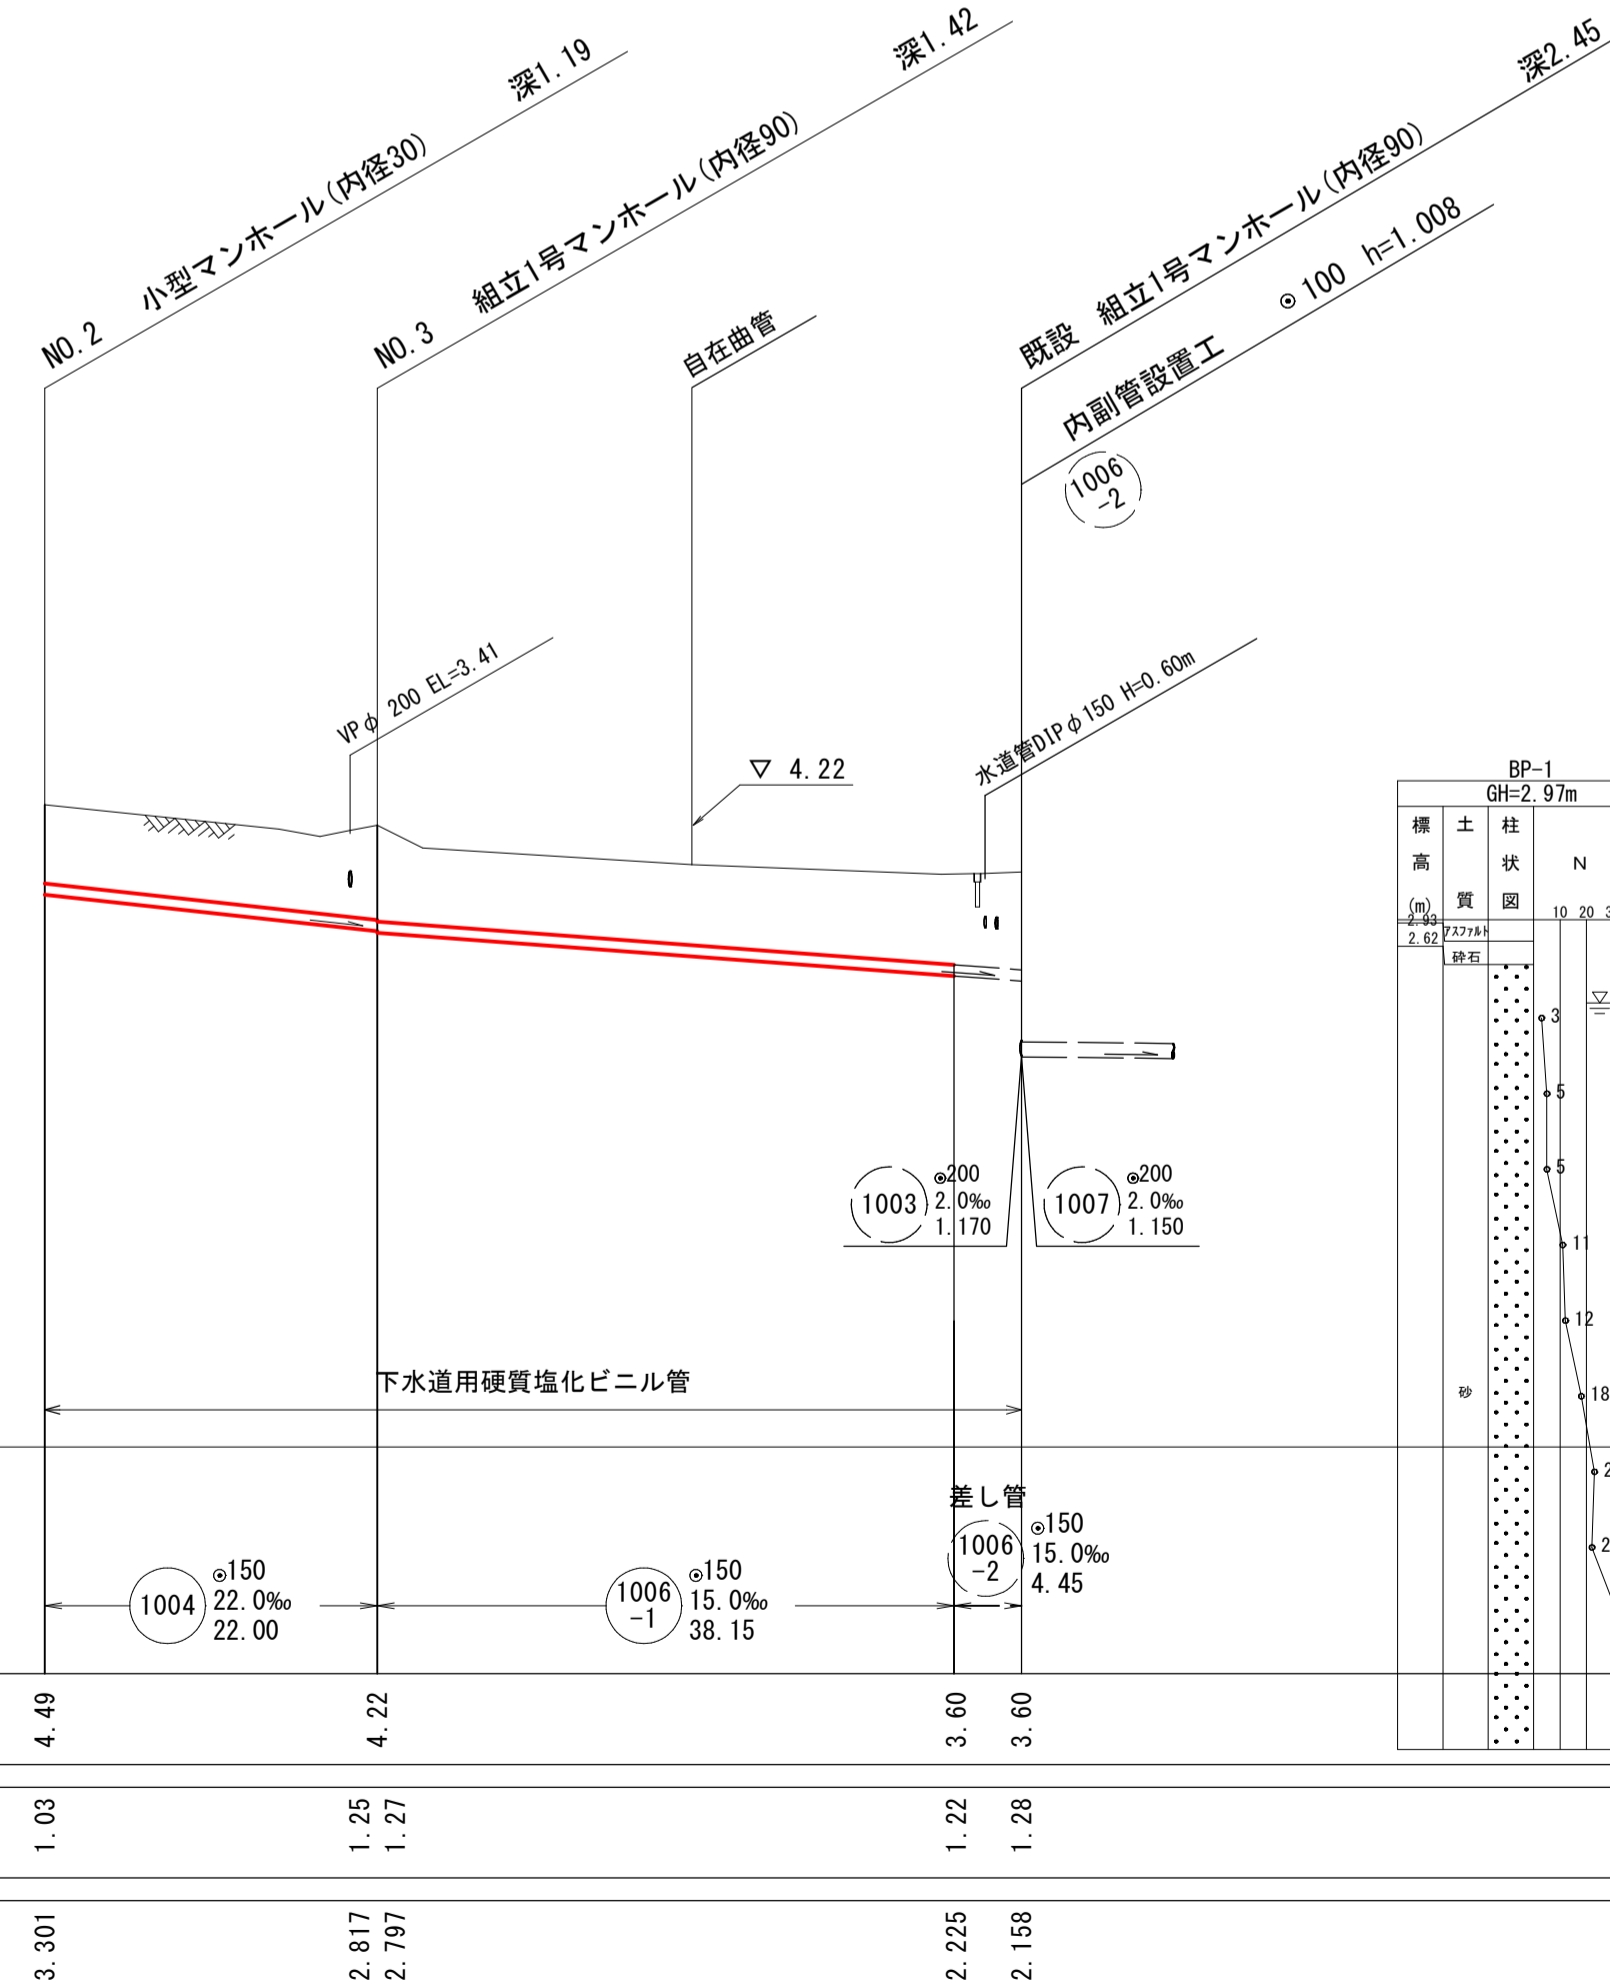 NO.2 小型マンホール(内径30) 深1.19
NO.3 組立1号マンホール(内径90) 深1.42
自在曲管
既設 組立1号マンホール(内径90) 深2.45
内副管設置工 ◎100 h=1.008
1006
-2
VPφ 200 EL=3.41
▽ 4.22
水道管DIPφ150 H=0.60m
BP-1
GH=2.97m
標高(m)
土質
柱状図
N
10 20 3
2.93
2.62
アスファルト
砕石
砂
3
5
5
11
12
18
2
2
1003
◎200
2.0‰
1.170
1007
◎200
2.0‰
1.150
下水道用硬質塩化ビニル管
差し管
1004
◎150
22.0‰
22.00
1006
-1
◎150
15.0‰
38.15
1006
-2
◎150
15.0‰
4.45
4.49 4.22 3.60 3.60
1.03 1.25 1.27 1.22 1.28
3.301 2.817 2.797 2.225 2.158